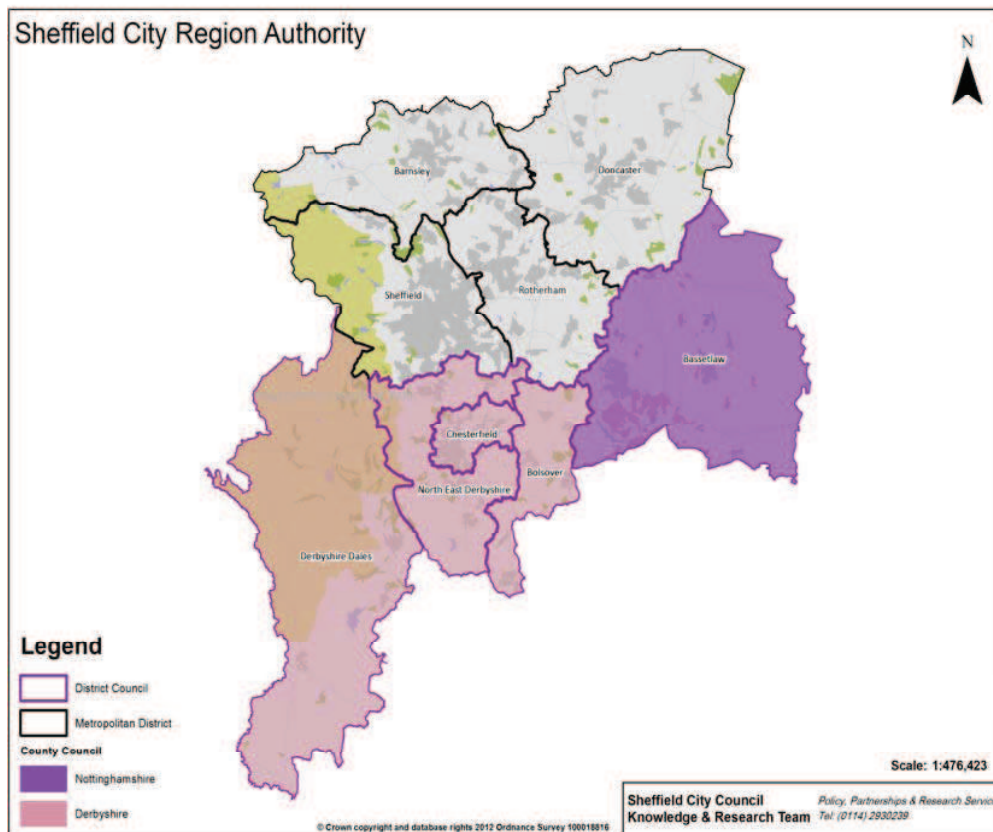 Sheffield City Region Authority
N
Barnsley
Doncaster
Sheffield
Rotherham
Bassetlaw
Chesterfield
Bolsover
North East Derbyshire
Derbyshire Dales
Legend
District Council
Metropolitan District
County Council
Nottinghamshire
Derbyshire
Scale: 1:476,423
Sheffield City Council Policy, Partnerships & Research Servic
Knowledge & Research Team Tel: (0114) 2930239
© Crown copyright and database rights 2012 Ordnance Survey 100018816